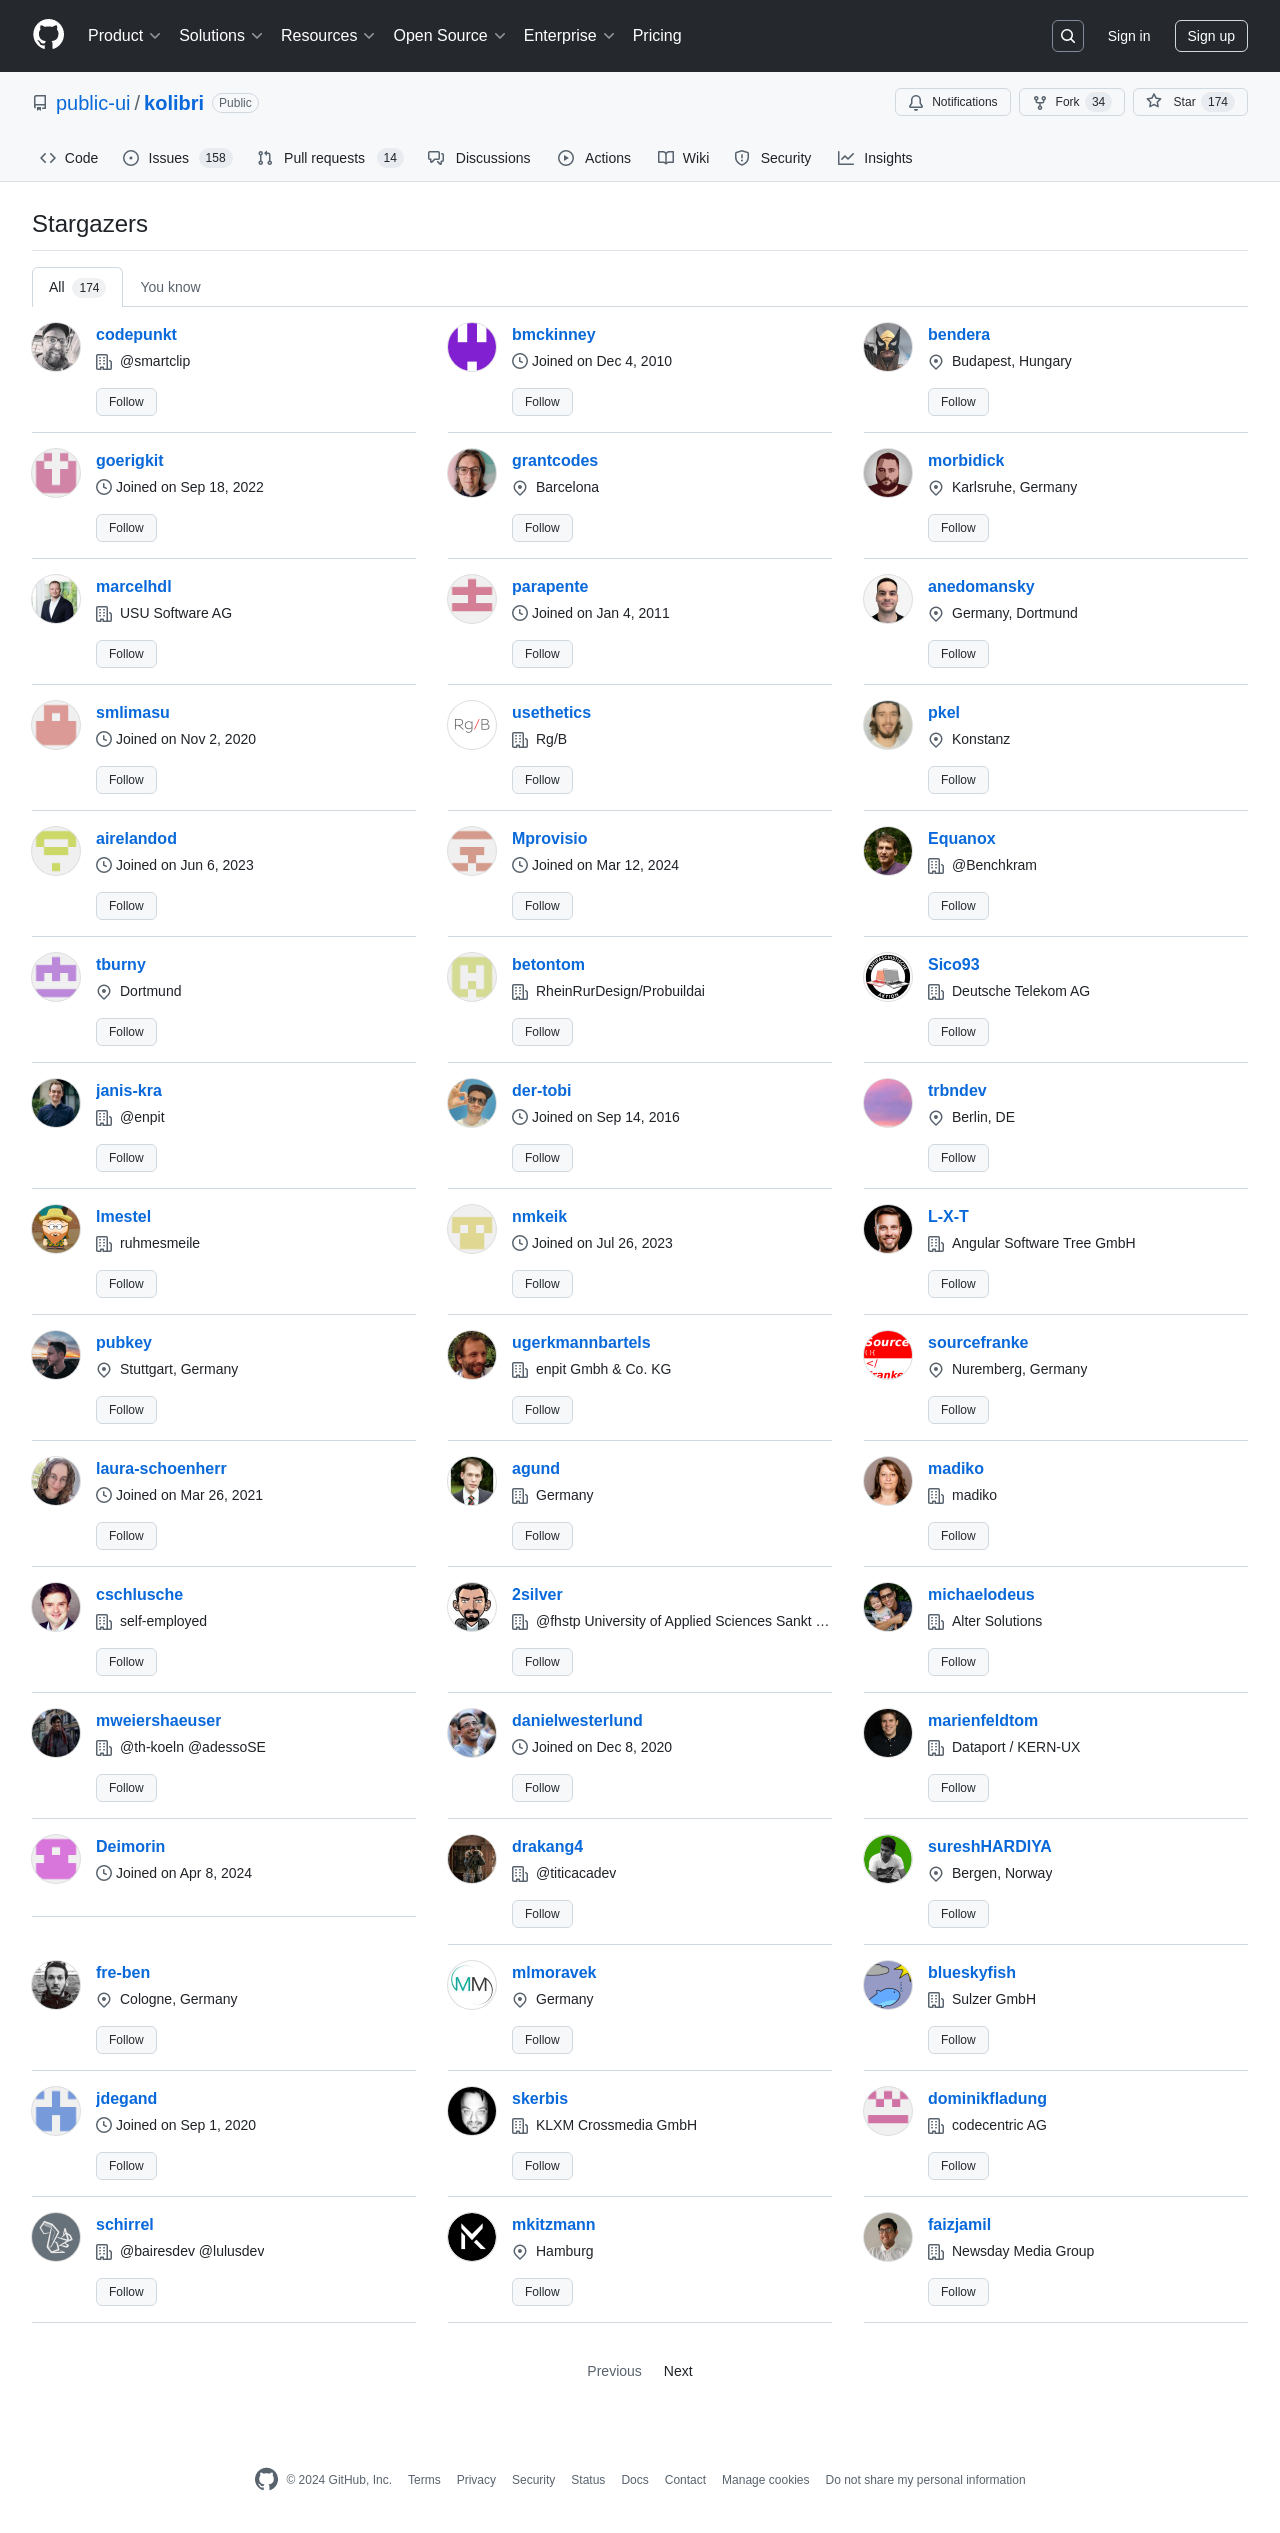 Product Solutions Resources Open Source Enterprise Pricing Sign in Sign up
public-ui / kolibri Public Notifications Fork 34 Star 174
Code Issues 158 Pull requests 14 Discussions Actions Wiki Security Insights
Stargazers
All 174 You know
codepunkt bmckinney bendera
@smartclip Joined on Dec 4, 2010 Budapest, Hungary
Follow Follow Follow
goerigkit grantcodes morbidick
Joined on Sep 18, 2022 Barcelona Karlsruhe, Germany
Follow Follow Follow
marcelhdl parapente anedomansky
USU Software AG Joined on Jan 4, 2011 Germany, Dortmund
Follow Follow Follow
smlimasu usethetics pkel
Rg/B
Joined on Nov 2, 2020 Rg/B Konstanz
Follow Follow Follow
airelandod Mprovisio Equanox
Joined on Jun 6, 2023 Joined on Mar 12, 2024 @Benchkram
Follow Follow Follow
tburny betontom Sico93
Dortmund RheinRurDesign/Probuildai Deutsche Telekom AG
Follow Follow Follow
janis-kra der-tobi trbndev
@enpit Joined on Sep 14, 2016 Berlin, DE
Follow Follow Follow
lmestel nmkeik L-X-T
ruhmesmeile Joined on Jul 26, 2023 Angular Software Tree GmbH
Follow Follow Follow
pubkey ugerkmannbartels Source sourcefranke
Stuttgart, Germany enpit Gmbh & Co. KG </ Nuremberg, Germany
Follow Follow Follow
laura-schoenherr agund madiko
Joined on Mar 26, 2021 Germany madiko
Follow Follow Follow
cschlusche 2silver michaelodeus
self-employed @fhstp University of Applied Sciences Sankt … Alter Solutions
Follow Follow Follow
mweiershaeuser danielwesterlund marienfeldtom
@th-koeln @adessoSE Joined on Dec 8, 2020 Dataport / KERN-UX
Follow Follow Follow
Deimorin drakang4 sureshHARDIYA
Joined on Apr 8, 2024 @titicacadev Bergen, Norway
Follow Follow
fre-ben mlmoravek blueskyfish
MM
Cologne, Germany Germany Sulzer GmbH
Follow Follow Follow
jdegand skerbis dominikfladung
Joined on Sep 1, 2020 KLXM Crossmedia GmbH codecentric AG
Follow Follow Follow
schirrel mkitzmann faizjamil
@bairesdev @lulusdev Hamburg Newsday Media Group
Follow Follow Follow
Previous Next
© 2024 GitHub, Inc. Terms Privacy Security Status Docs Contact Manage cookies Do not share my personal information